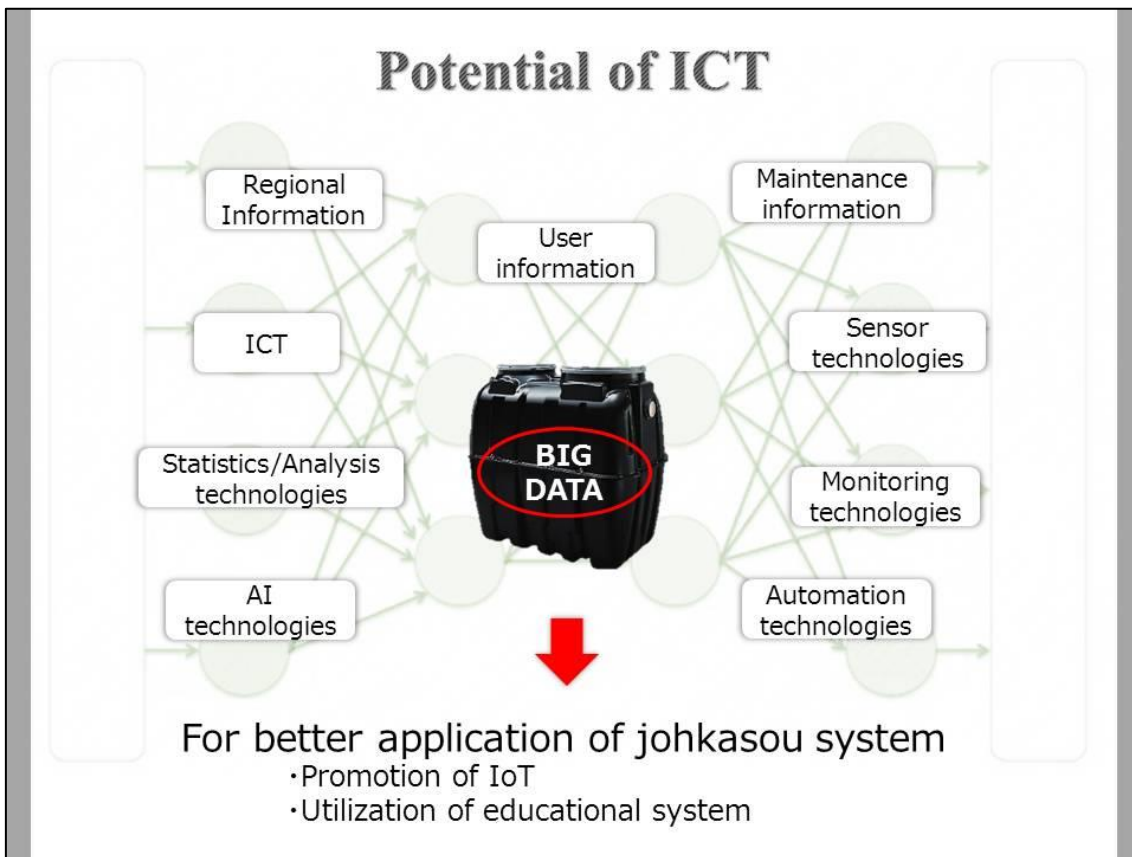 Potential of ICT
Regional
Information
User
information
Maintenance
information
ICT
Sensor
technologies
Statistics/Analysis
technologies
BIG
DATA
Monitoring
technologies
AI
technologies
Automation
technologies
For better application of johkasou system
・Promotion of IoT
・Utilization of educational system